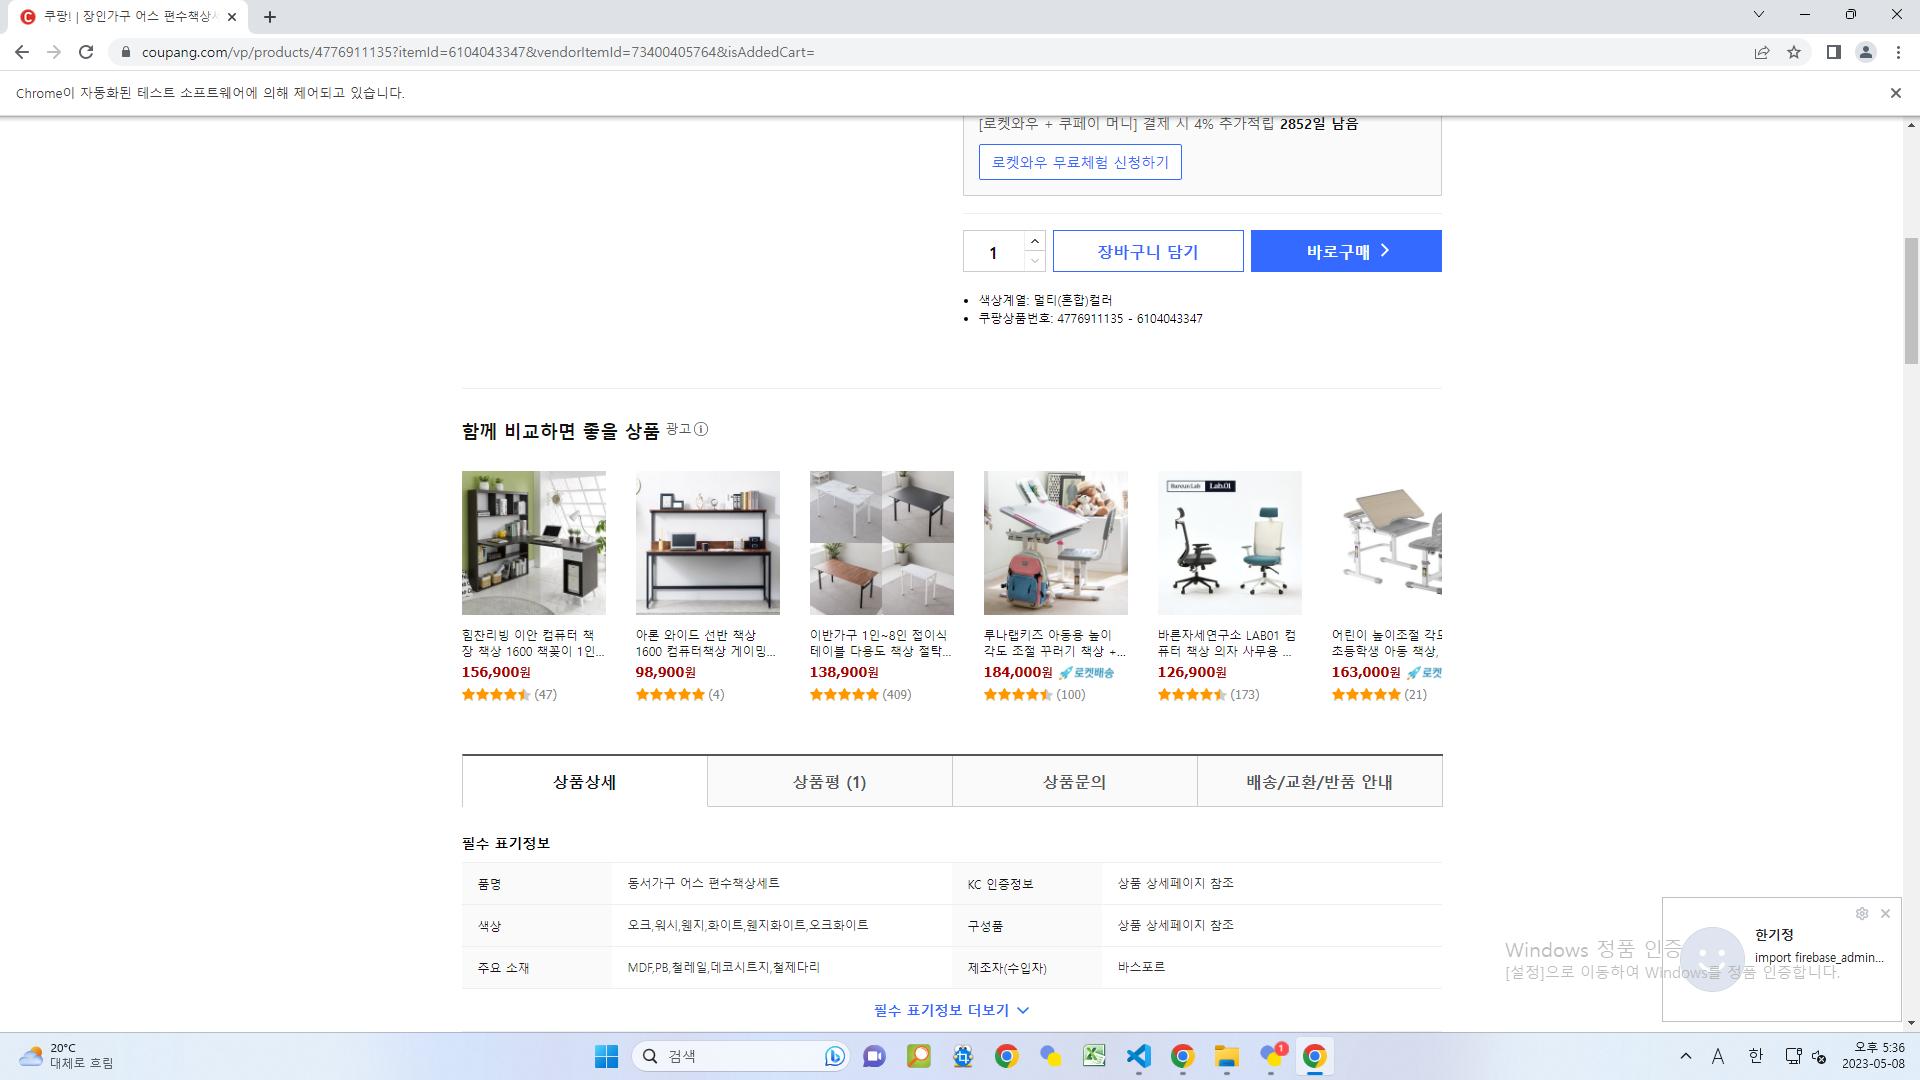 쿠팡! | 장인가구 어스 편수책상세
coupang.com/vp/products/4776911135?itemId=6104043347&vendorItemId=73400405764&isAddedCart=
Chrome이 자동화된 테스트 소프트웨어에 의해 제어되고 있습니다.
[로켓와우 + 쿠페이 머니] 결제 시 4% 추가적립 2852일 남음
로켓와우 무료체험 신청하기
1
장바구니 담기
바로구매
색상계열: 멀티(혼합)컬러
쿠팡상품번호: 4776911135 - 6104043347
함께 비교하면 좋을 상품 광고
Baroun Lab Lab.01
힘찬리빙 이안 컴퓨터 책
장 책상 1600 책꽂이 1인...
156,900원
(47)
아론 와이드 선반 책상
1600 컴퓨터책상 게이밍...
98,900원
(4)
이반가구 1인~8인 접이식
테이블 다용도 책상 절탁...
138,900원
(409)
루나랩키즈 아동용 높이
각도 조절 꾸러기 책상 +...
184,000원 로켓배송
(100)
바른자세연구소 LAB01 컴
퓨터 책상 의자 사무용 ...
126,900원
(173)
어린이 높이조절 각도
초등학생 아동 책상,
163,000원 로켓
(21)
상품상세
상품평 (1)
상품문의
배송/교환/반품 안내
필수 표기정보
품명 동서가구 어스 편수책상세트 KC 인증정보 상품 상세페이지 참조
색상 오크,워시,웬지,화이트,웬지화이트,오크화이트 구성품 상품 상세페이지 참조
주요 소재 MDF,PB,철레일,데코시트지,철제다리 제조자(수입자) 바스포르
필수 표기정보 더보기
Windows 정품 인증
[설정]으로 이동하여 Windows를 정품 인증합니다.
한기정
import firebase_admin...
20°C
대체로 흐림
검색
1
A
한
오후 5:36
2023-05-08